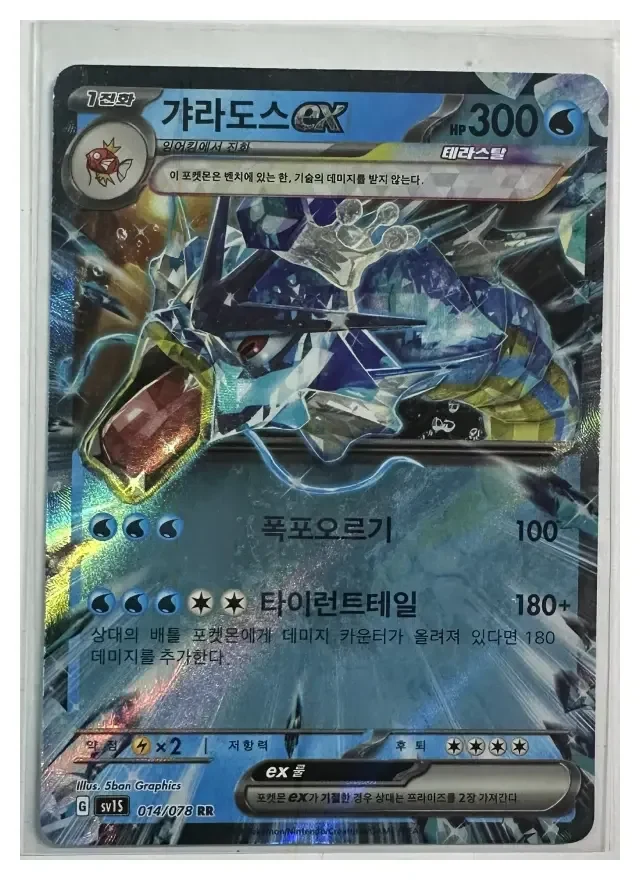 1진화 갸라도스ex HP300
잉어킹에서 진화
테라스탈
이 포켓몬은 벤치에 있는 한, 기술의 데미지를 받지 않는다.
폭포오르기 100
타이런트테일 180+
상대의 배틀 포켓몬에게 데미지 카운터가 올려져 있다면 180
데미지를 추가한다.
약점 ×2 저항력 후퇴
ex 룰
포켓몬 ex가 기절한 경우 상대는 프라이즈를 2장 가져간다
Illus. 5ban Graphics
G sv1S 014/078 RR